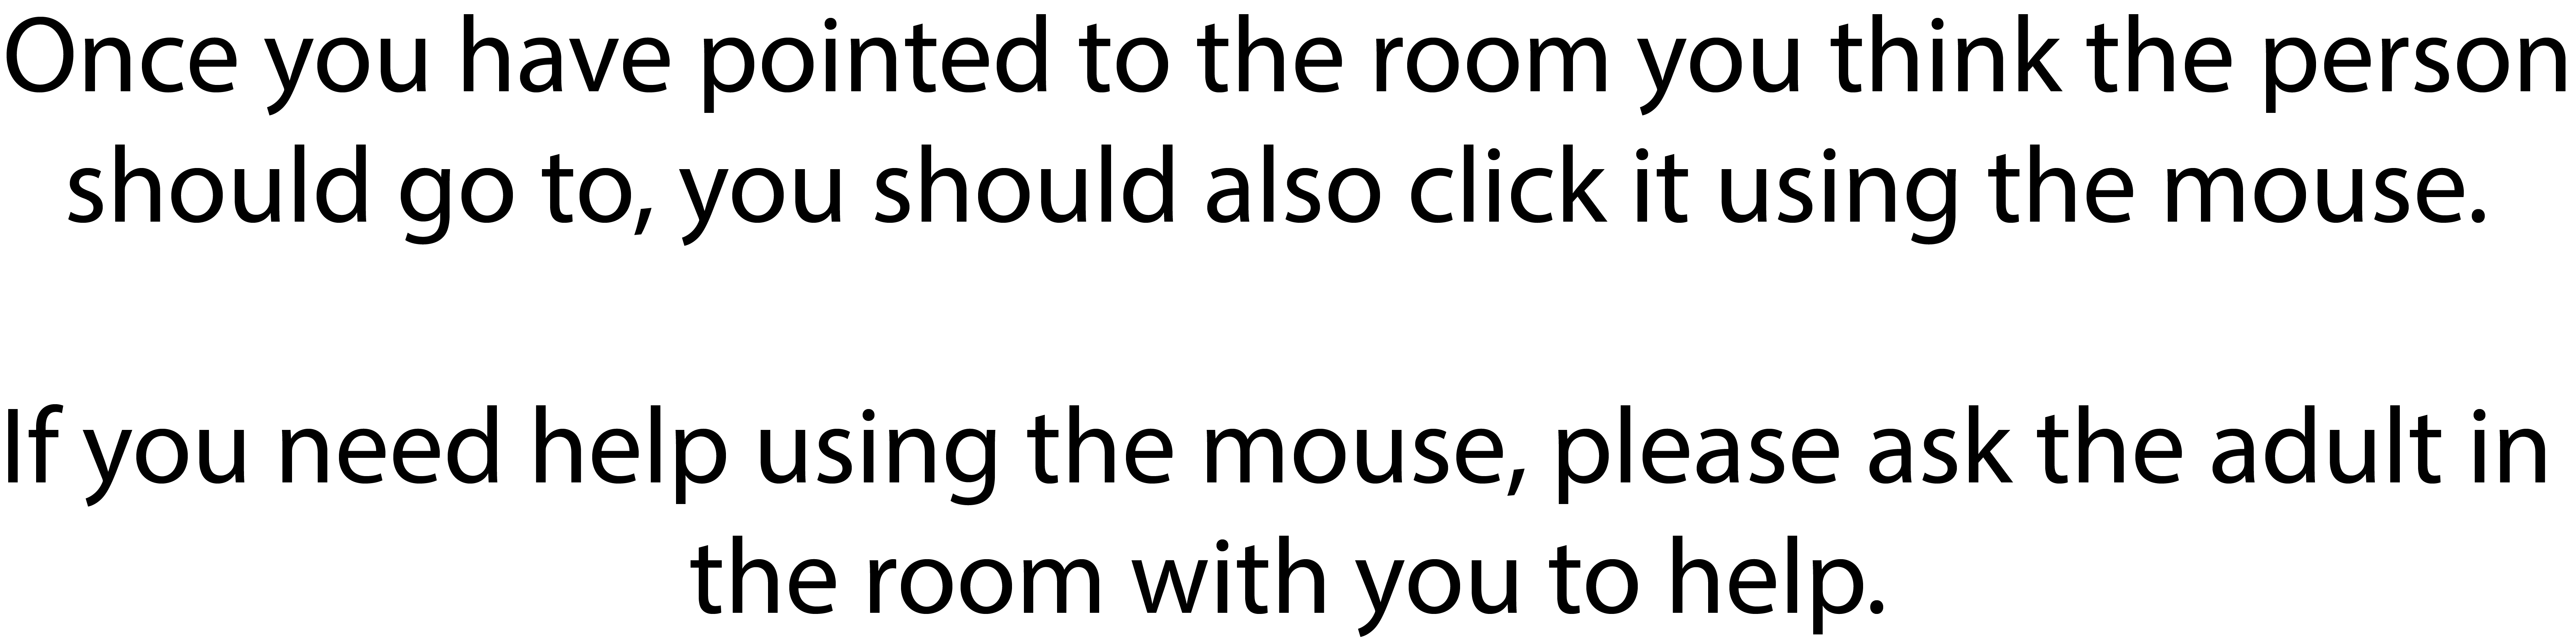 Once you have pointed to the room you think the person
should go to, you should also click it using the mouse.
If you need help using the mouse, please ask the adult in
the room with you to help.